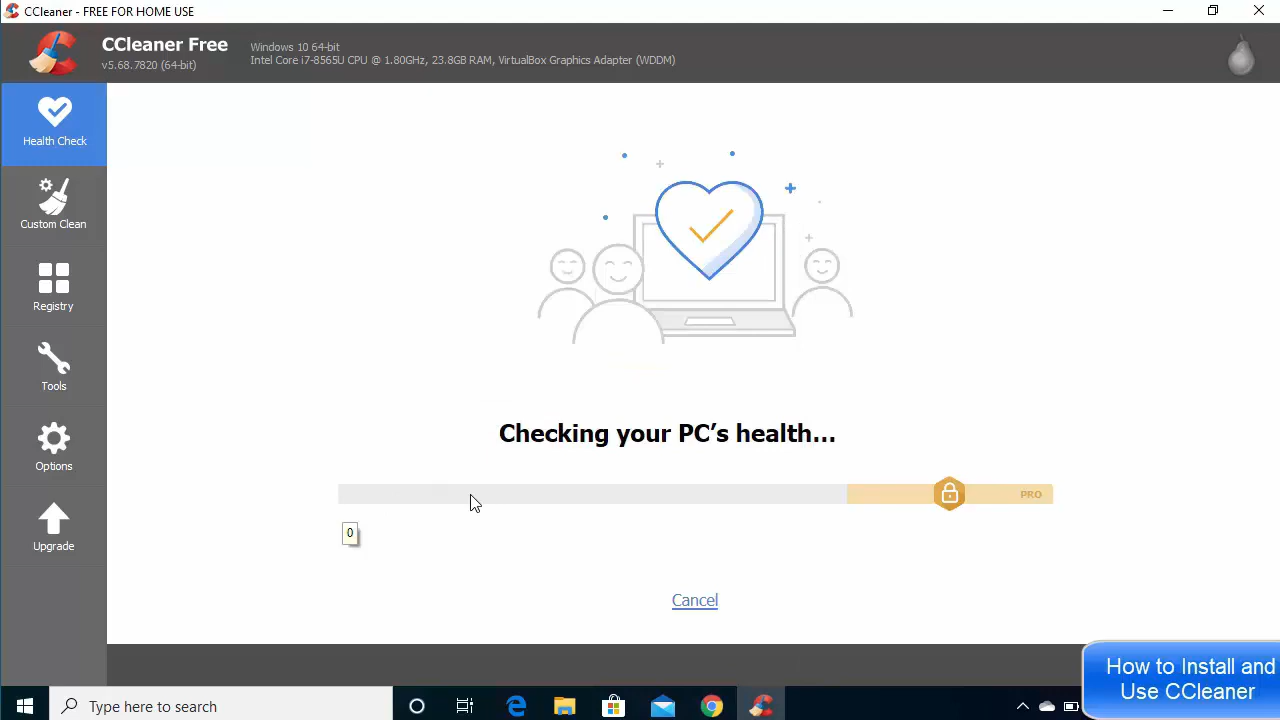 CCleaner - FREE FOR HOME USE
CCleaner Free
v5.68.7820 (64-bit)
Windows 10 64-bit
Intel Core i7-8565U CPU @ 1.80GHz, 23.8GB RAM, VirtualBox Graphics Adapter (WDDM)
Health Check
Custom Clean
Registry
Tools
Options
Upgrade
Checking your PC’s health...
PRO
0
Cancel
How to Install and
Use CCleaner
Type here to search